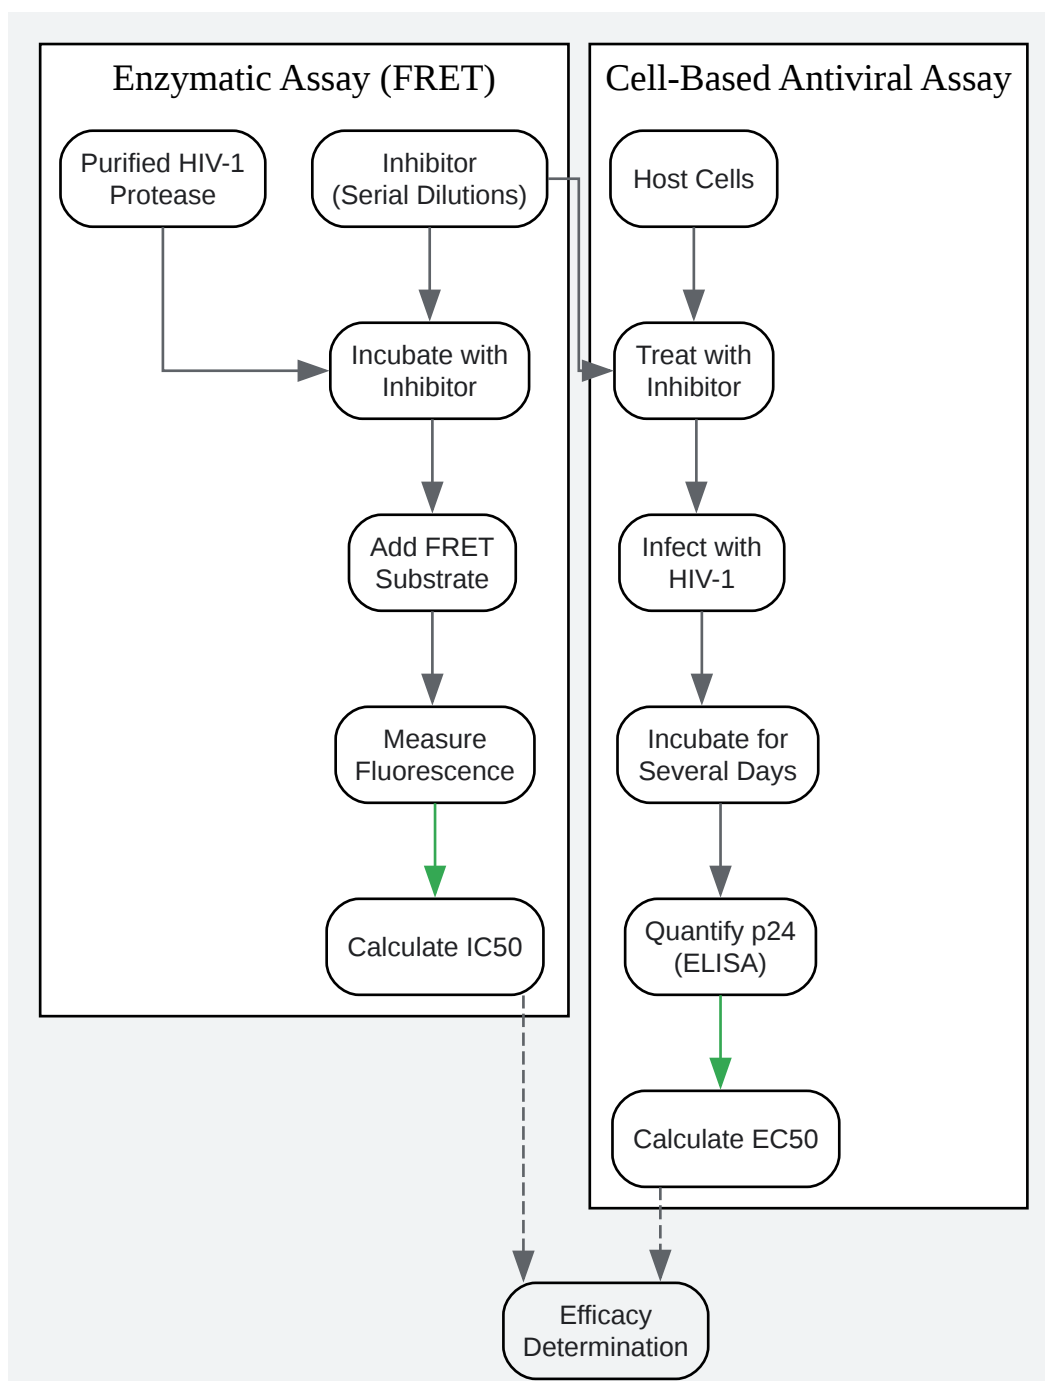 Enzymatic Assay (FRET)
Purified HIV-1
Protease
Inhibitor
(Serial Dilutions)
Incubate with
Inhibitor
Add FRET
Substrate
Measure
Fluorescence
Calculate IC50
Cell-Based Antiviral Assay
Host Cells
Treat with
Inhibitor
Infect with
HIV-1
Incubate for
Several Days
Quantify p24
(ELISA)
Calculate EC50
Efficacy
Determination